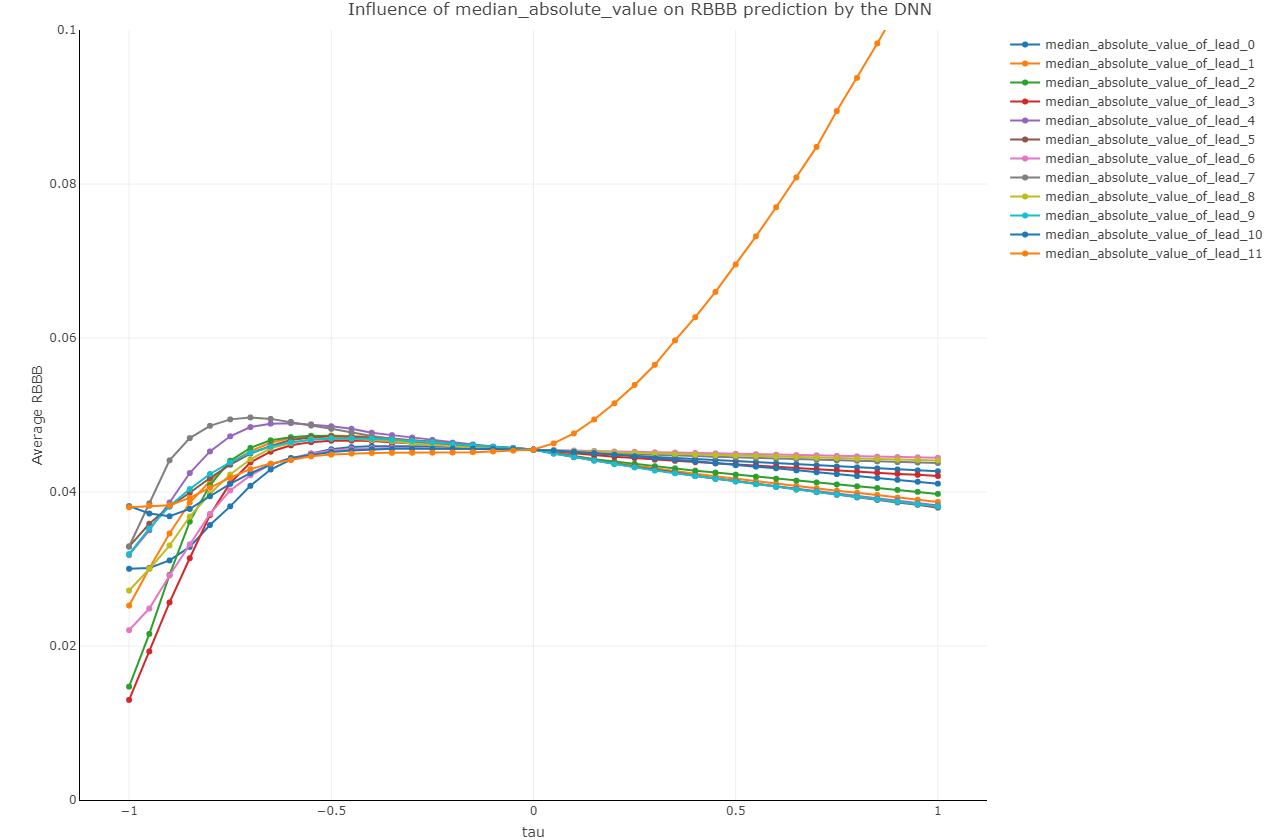 Influence of median_absolute_value on RBBB prediction by the DNN
0.1
0.08
0.06
0.04
0.02
0
Average RBBB
−1
−0.5
0
0.5
1
tau
median_absolute_value_of_lead_0
median_absolute_value_of_lead_1
median_absolute_value_of_lead_2
median_absolute_value_of_lead_3
median_absolute_value_of_lead_4
median_absolute_value_of_lead_5
median_absolute_value_of_lead_6
median_absolute_value_of_lead_7
median_absolute_value_of_lead_8
median_absolute_value_of_lead_9
median_absolute_value_of_lead_10
median_absolute_value_of_lead_11